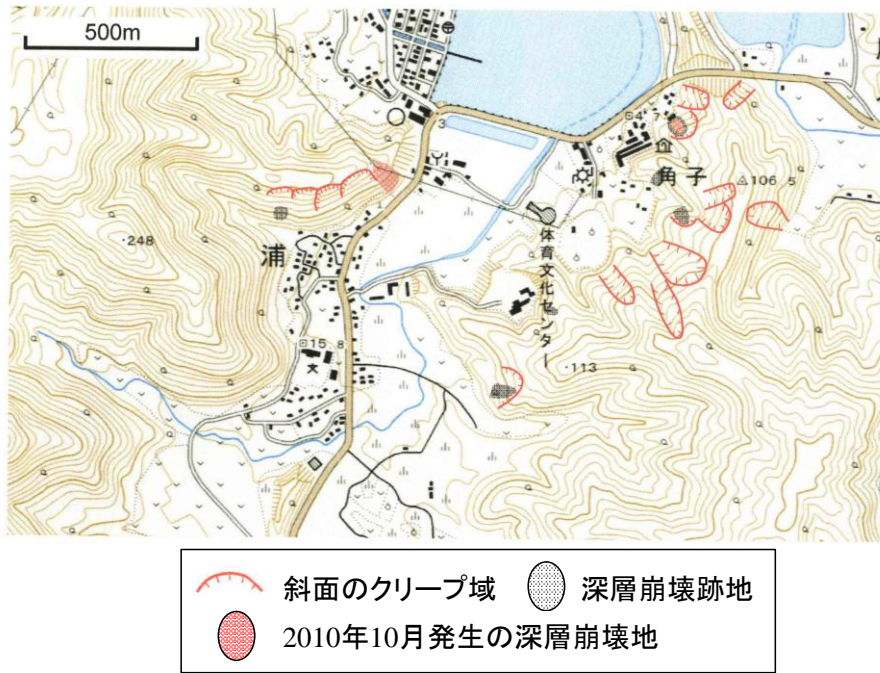 500m
3
4
7
角子
106 5
248
浦
体育文化センター
15 8
113
斜面のクリープ域
深層崩壊跡地
2010年10月発生の深層崩壊地